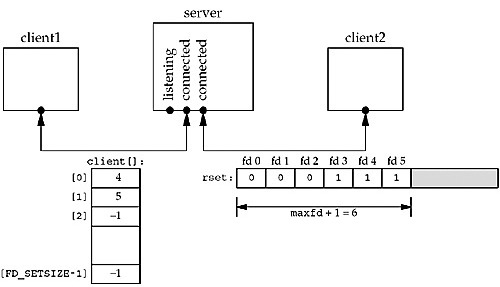 server
client1
client2
listening
connected
connected
client[]:
[0] 4
[1] 5
[2] −1
[FD_SETSIZE-1] −1
fd 0 fd 1 fd 2 fd 3 fd 4 fd 5
rset: 0 0 0 1 1 1
maxfd + 1 = 6